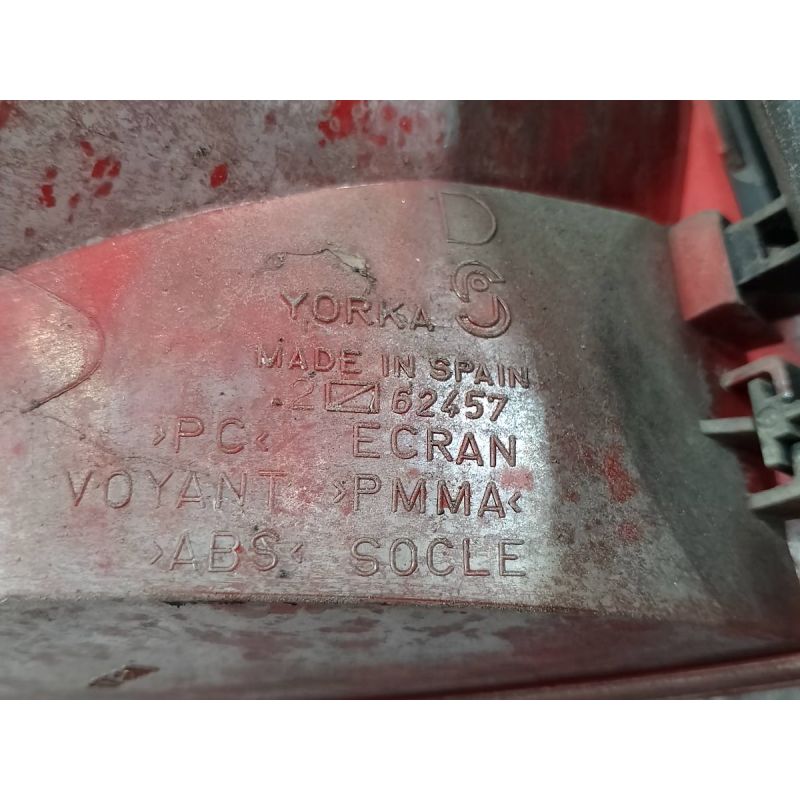 D
YORKA
MADE IN SPAIN
.2 62457
>PC< ECRAN
VOYANT >PMMA<
>ABS< SOCLE